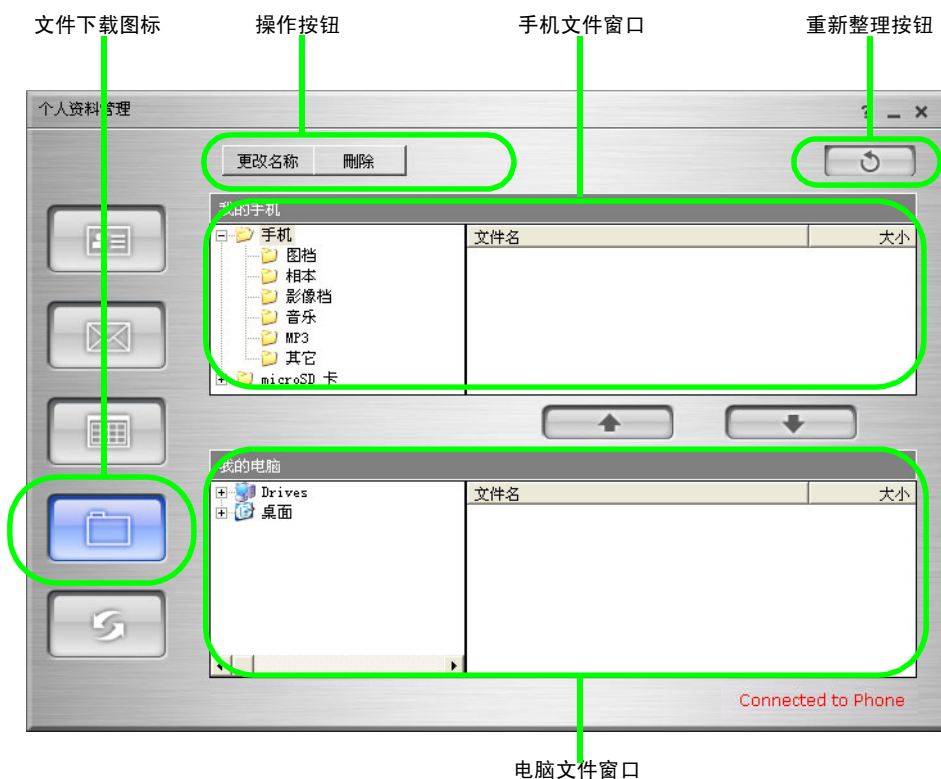 文件下载图标 操作按钮 手机文件窗口 重新整理按钮
个人资料管理
更改名称 删除
我的手机
手机 文件名 大小
图档
相本
影像档
音乐
MP3
其它
microSD 卡
我的电脑
Drives 文件名 大小
桌面
Connected to Phone
电脑文件窗口